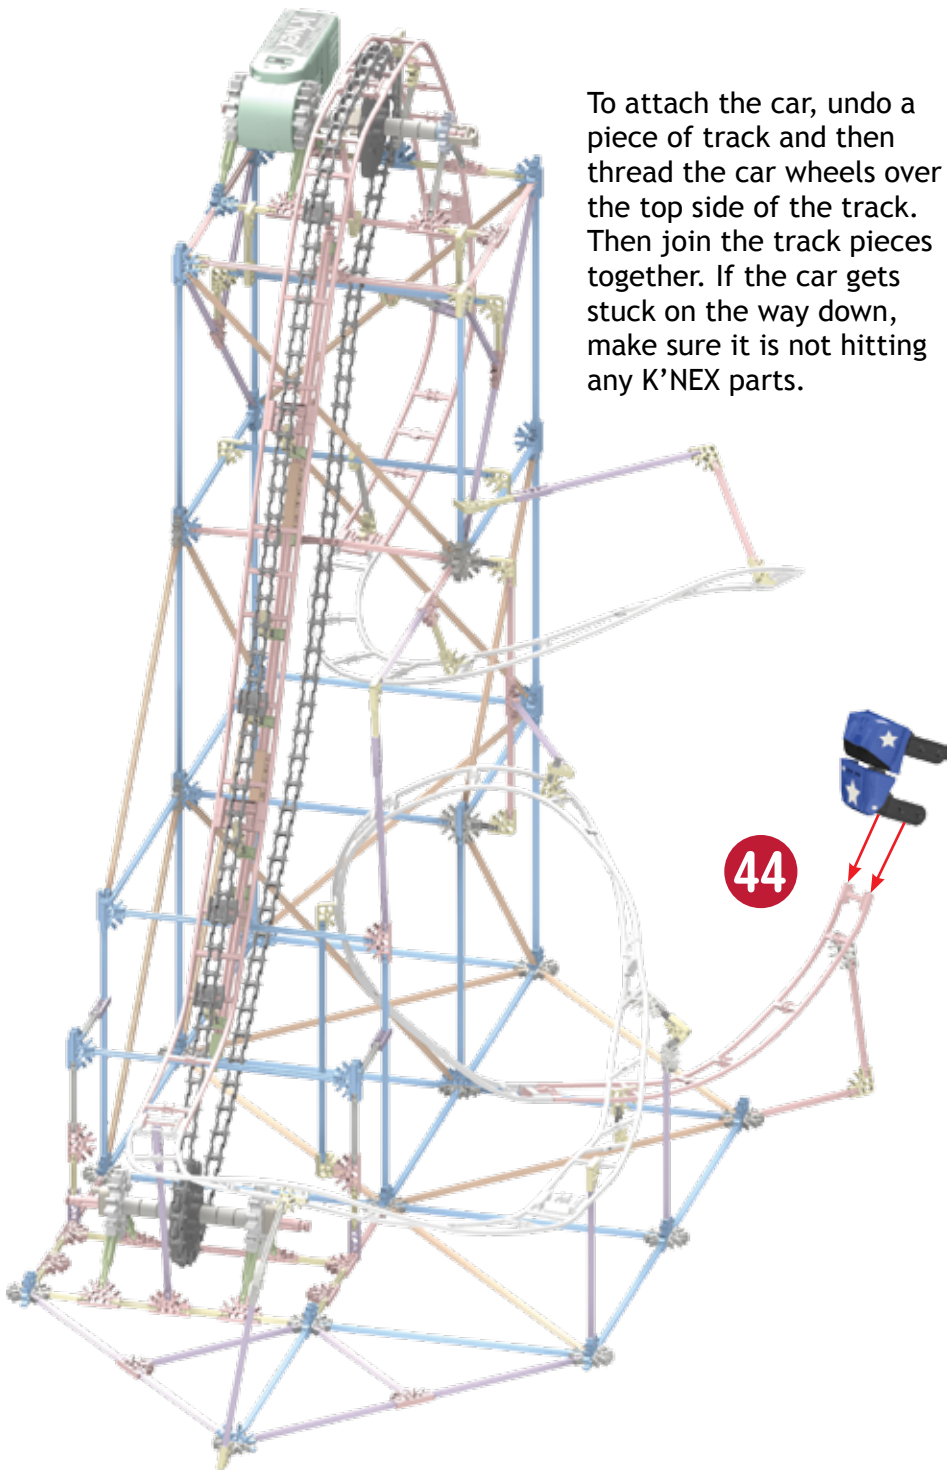 K'NEX
To attach the car, undo a
piece of track and then
thread the car wheels over
the top side of the track.
Then join the track pieces
together. If the car gets
stuck on the way down,
make sure it is not hitting
any K’NEX parts.
44